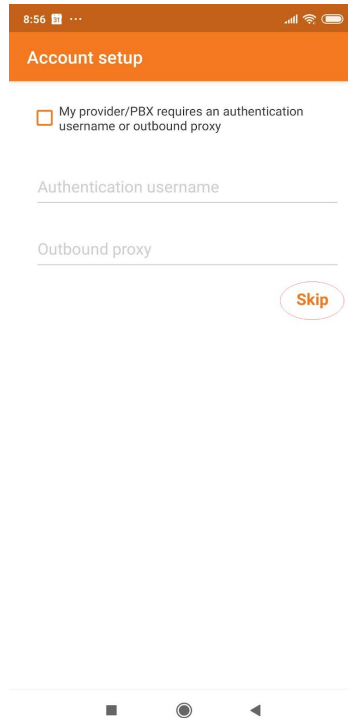 8:56 31 ...
Account setup
My provider/PBX requires an authentication
username or outbound proxy
Authentication username
Outbound proxy
Skip